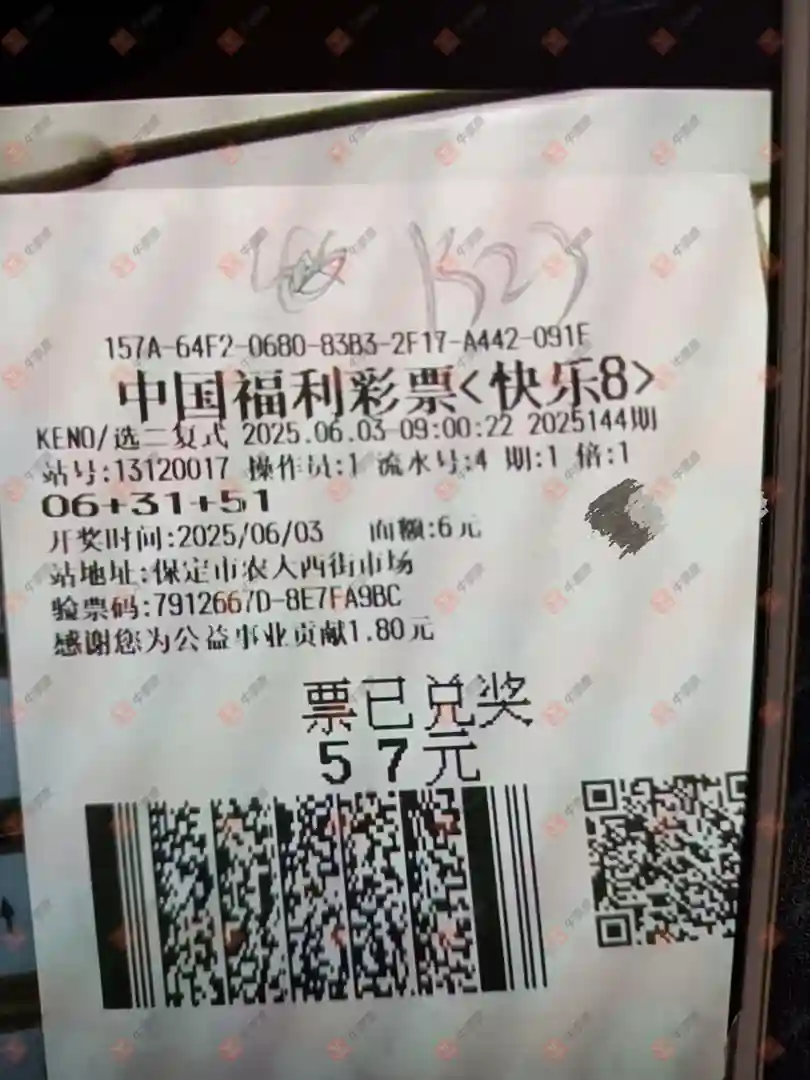 157A-64F2-0680-83B3-2F17-A442-091E
中国福利彩票<快乐8>
KENO/选二复式 2025.06.03-09:00:22 2025144期
站号:13120017 操作员:1 流水号:4 期:1 倍:1
06+31+51
开奖时间:2025/06/03 面额:6元
站地址:保定市农大西街市场
验票码:7912667D-8E7FA9BC
感谢您为公益事业贡献1.80元
票已兑奖
57元